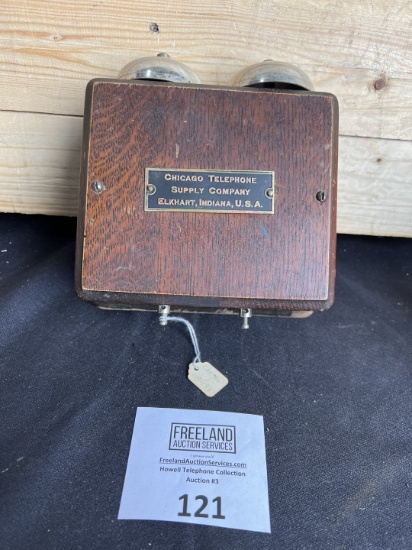 CHICAGO TELEPHONE
SUPPLY COMPANY
ELKHART, INDIANA, U.S.A.
FREELAND
AUCTION SERVICES
FreelandAuctionServices.com
Howell Telephone Collection
Auction #3
121